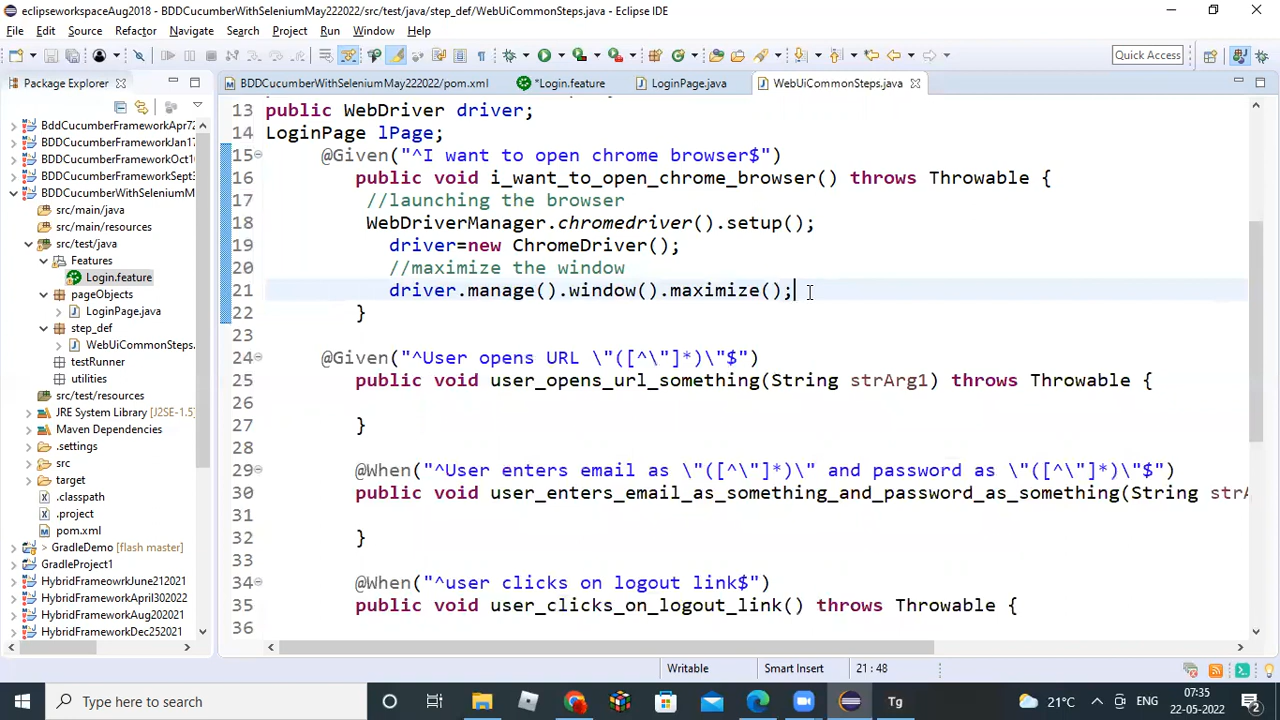 eclipseworkspaceAug2018 - BDDCucumberWithSeleniumMay222022/src/test/java/step_def/WebUiCommonSteps.java - Eclipse IDE
File Edit Source Refactor Navigate Search Project Run Window Help
Quick Access
Package Explorer
BDDCucumberWithSeleniumMay222022/pom.xml
*Login.feature
LoginPage.java
WebUiCommonSteps.java
BddCucumberFrameworkApr72
BDDCucumberFrameworkJan17
BDDCucumberFrameworkOct10
BDDCucumberFrameworkSept3
BDDCucumberWithSeleniumM
src/main/java
src/main/resources
src/test/java
Features
Login.feature
pageObjects
LoginPage.java
step_def
WebUiCommonSteps.
testRunner
utilities
src/test/resources
JRE System Library [J2SE-1.5]
Maven Dependencies
.settings
src
target
.classpath
.project
pom.xml
> GradleDemo [flash master]
GradleProject1
HybridFrameowrkJune212021
HybridFrameworkApril302022
HybridFrameworkAug202021
HybridFrameworkDec252021
13 public WebDriver driver;
14 LoginPage lPage;
15 @Given("^I want to open chrome browser$")
16 public void i_want_to_open_chrome_browser() throws Throwable {
17 //launching the browser
18 WebDriverManager.chromedriver().setup();
19 driver=new ChromeDriver();
20 //maximize the window
21 driver.manage().window().maximize();
22 }
23
24 @Given("^User opens URL \"([^\"]*)\"$")
25 public void user_opens_url_something(String strArg1) throws Throwable {
26
27 }
28
29 @When("^User enters email as \"([^\"]*)\" and password as \"([^\"]*)\"$")
30 public void user_enters_email_as_something_and_password_as_something(String strA
31
32 }
33
34 @When("^user clicks on logout link$")
35 public void user_clicks_on_logout_link() throws Throwable {
36
Writable Smart Insert 21 : 48
Type here to search
Tg
21°C ENG 07:35
22-05-2022
2